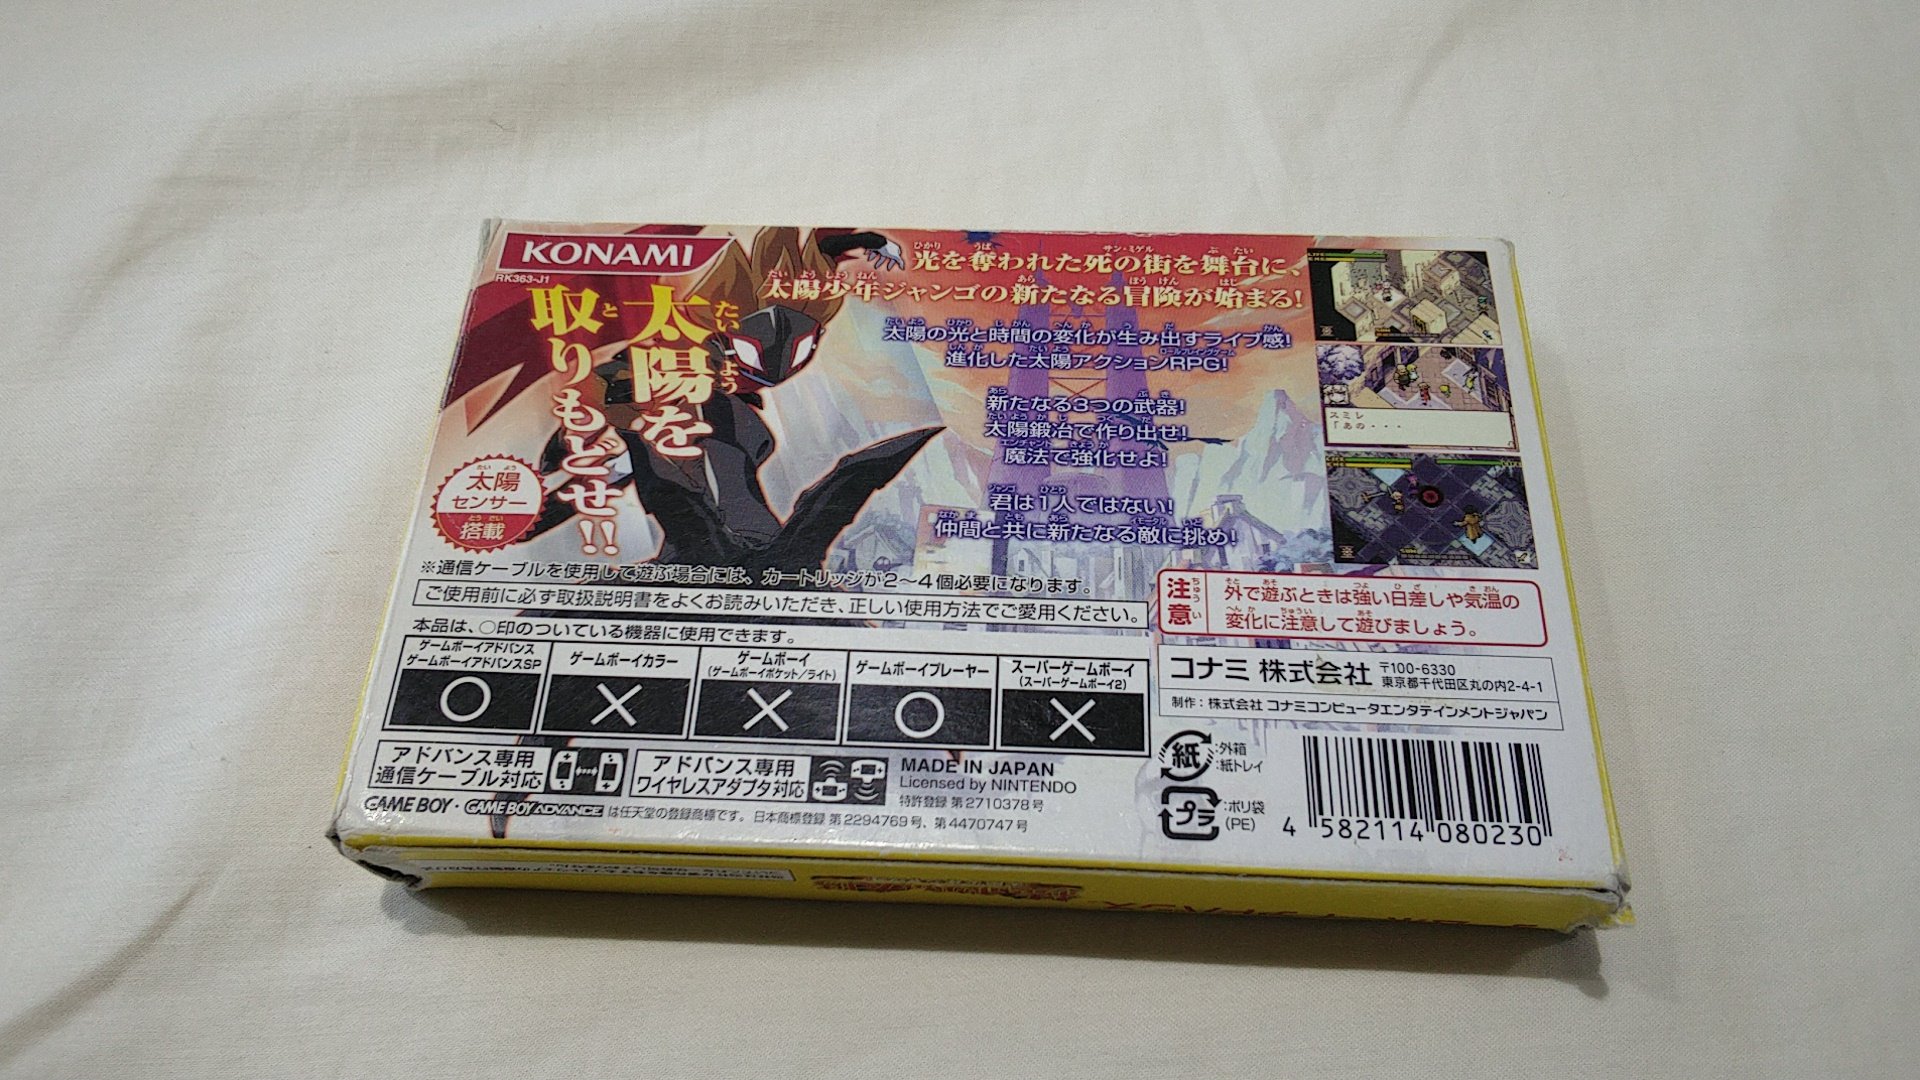 KONAMI
RK363-J1
太陽を
取りもどせ!!
太陽
センサー
搭載
光を奪われた死の街を舞台に、
太陽少年ジャンゴの新たなる冒険が始まる!
太陽の光と時間の変化が生み出すライブ感!
進化した太陽アクションRPG!
新たなる3つの武器!
太陽鍛冶で作り出せ!
魔法で強化せよ!
君は1人ではない!
仲間と共に新たなる敵に挑め!
スミレ
「あの・・・
※通信ケーブルを使用して遊ぶ場合には、カートリッジが2〜4個必要になります。
ご使用前に必ず取扱説明書をよくお読みいただき、正しい使用方法でご愛用ください。
本品は、○印のついている機器に使用できます。
ゲームボーイアドバンス
ゲームボーイアドバンスSP
○
ゲームボーイカラー
×
ゲームボーイ
(ゲームボーイポケット/ライト)
×
ゲームボーイプレーヤー
○
スーパーゲームボーイ
(スーパーゲームボーイ2)
×
注意
外で遊ぶときは強い日差しや気温の
変化に注意して遊びましょう。
コナミ 株式会社 〒100-6330
東京都千代田区丸の内2-4-1
制作:株式会社 コナミコンピュータエンタテインメントジャパン
アドバンス専用
通信ケーブル対応
アドバンス専用
ワイヤレスアダプタ対応
MADE IN JAPAN
Licensed by NINTENDO
特許登録 第2710378号
GAME BOY・GAME BOY ADVANCE は任天堂の登録商標です。日本商標登録 第2294769号、第4470747号
紙 :外箱
:紙トレイ
プラ :ポリ袋
(PE)
4 582114 080230